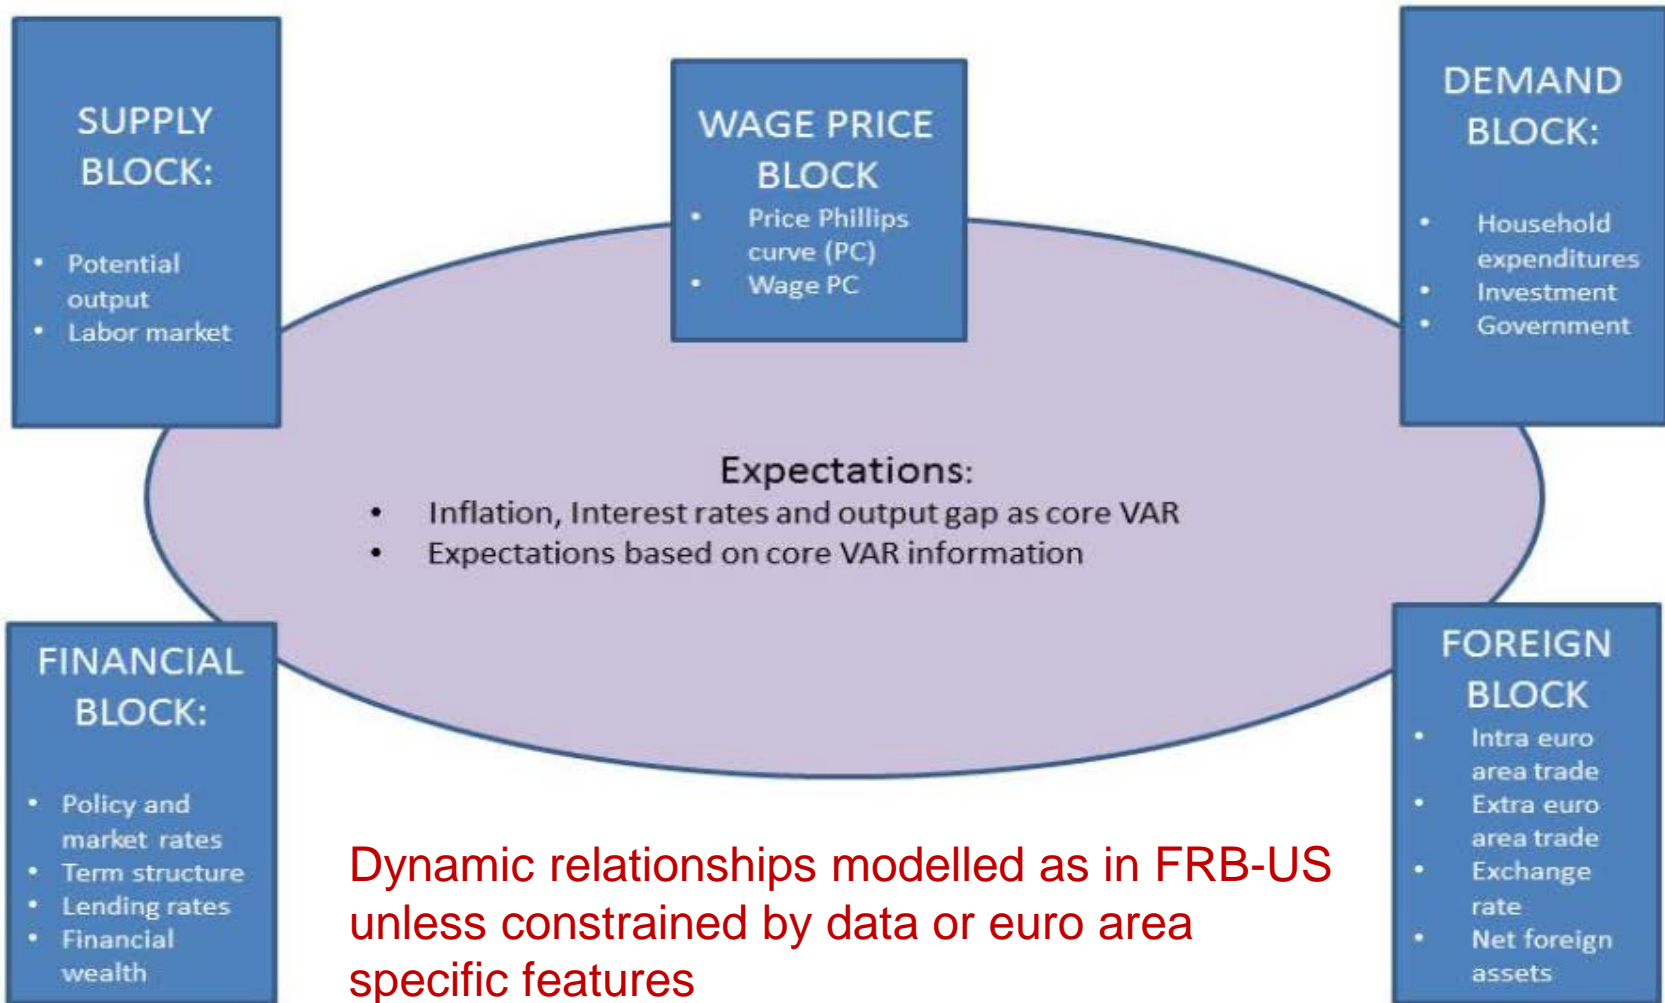 SUPPLY
BLOCK:
• Potential
output
• Labor market
WAGE PRICE
BLOCK
• Price Phillips
curve (PC)
• Wage PC
DEMAND
BLOCK:
• Household
expenditures
• Investment
• Government
Expectations:
• Inflation, Interest rates and output gap as core VAR
• Expectations based on core VAR information
FINANCIAL
BLOCK:
• Policy and
market rates
• Term structure
• Lending rates
• Financial
wealth
Dynamic relationships modelled as in FRB-US
unless constrained by data or euro area
specific features
FOREIGN
BLOCK
• Intra euro
area trade
• Extra euro
area trade
• Exchange
rate
• Net foreign
assets